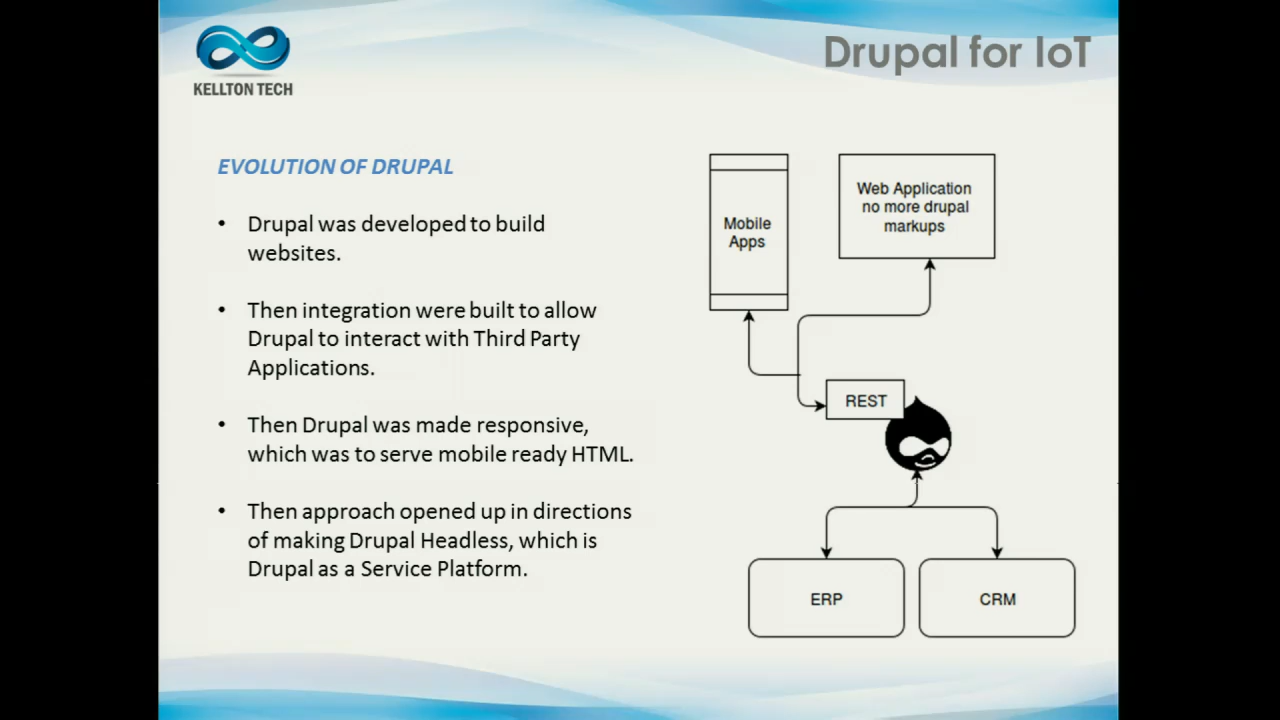 KELLTON TECH
Drupal for IoT
EVOLUTION OF DRUPAL
• Drupal was developed to build
websites.
• Then integration were built to allow
Drupal to interact with Third Party
Applications.
• Then Drupal was made responsive,
which was to serve mobile ready HTML.
• Then approach opened up in directions
of making Drupal Headless, which is
Drupal as a Service Platform.
Mobile
Apps
Web Application
no more drupal
markups
REST
ERP
CRM